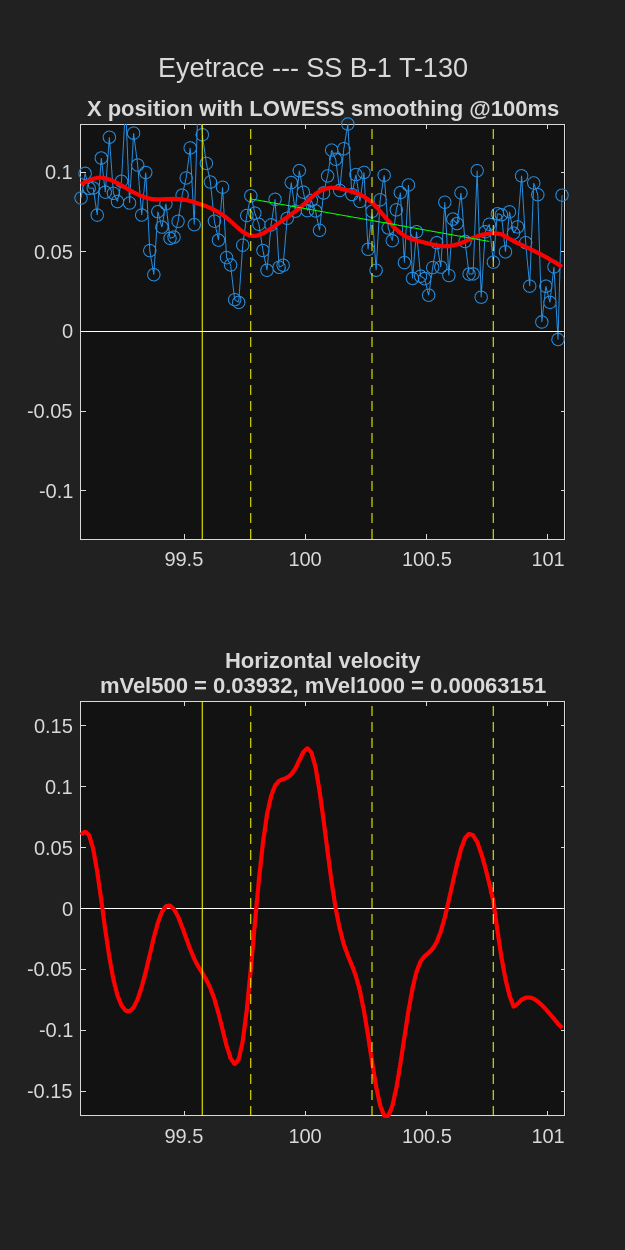 Eyetrace --- SS B-1 T-130
X position with LOWESS smoothing @100ms
0.1
0.05
0
-0.05
-0.1
99.5 100 100.5 101
Horizontal velocity
mVel500 = 0.03932, mVel1000 = 0.00063151
0.15
0.1
0.05
0
-0.05
-0.1
-0.15
99.5 100 100.5 101